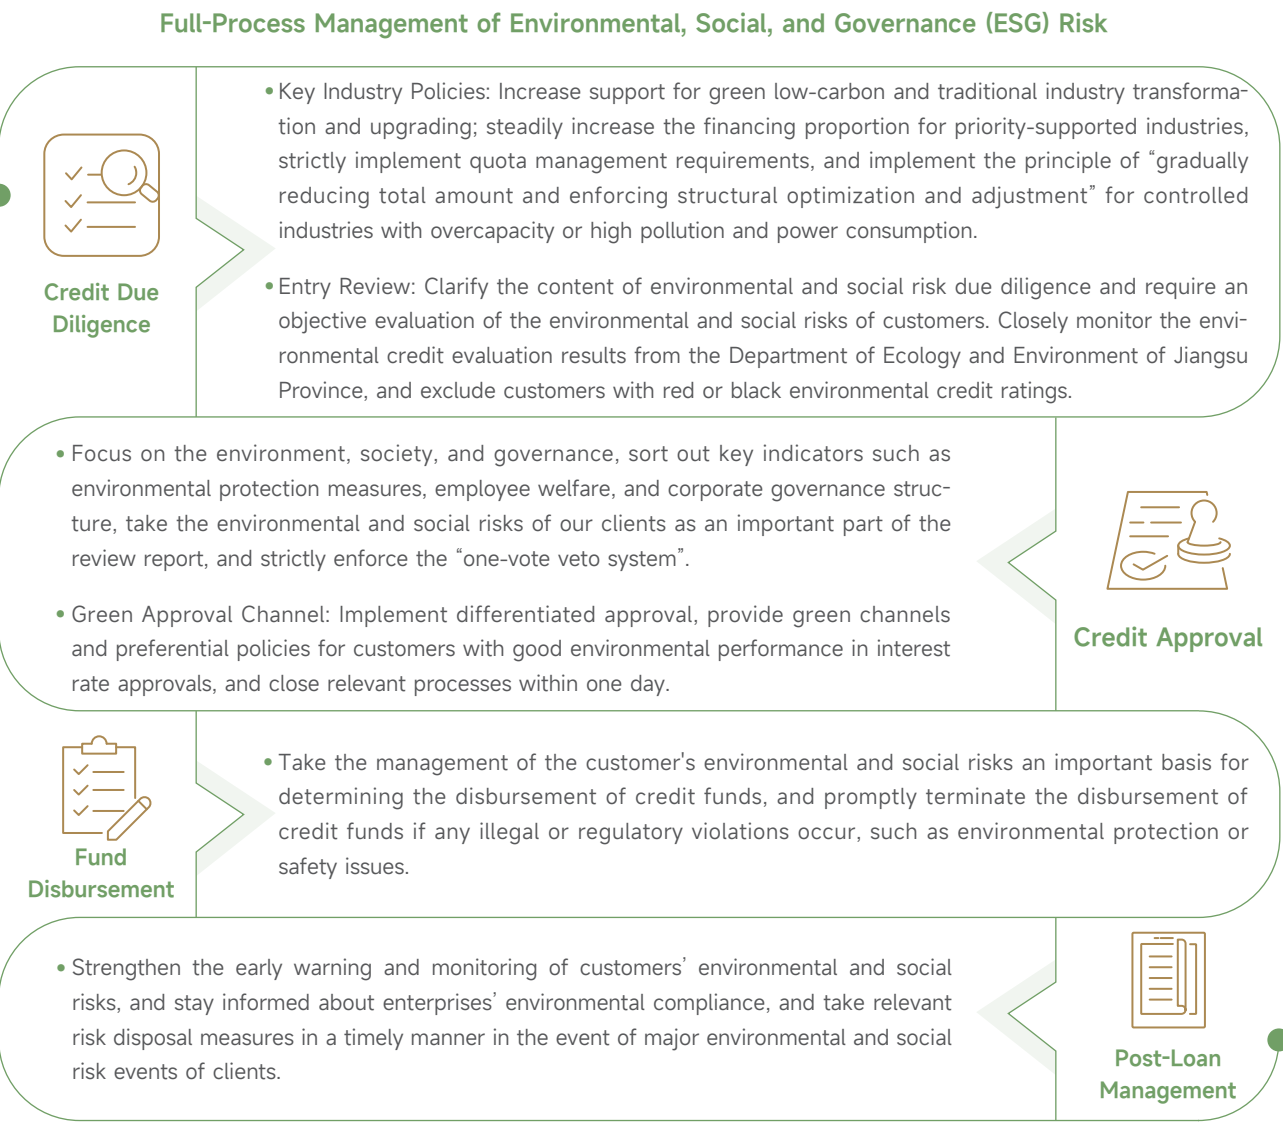 Full-Process Management of Environmental, Social, and Governance (ESG) Risk
Credit Due
Diligence
• Key Industry Policies: Increase support for green low-carbon and traditional industry transforma-
tion and upgrading; steadily increase the financing proportion for priority-supported industries,
strictly implement quota management requirements, and implement the principle of “gradually
reducing total amount and enforcing structural optimization and adjustment” for controlled
industries with overcapacity or high pollution and power consumption.
• Entry Review: Clarify the content of environmental and social risk due diligence and require an
objective evaluation of the environmental and social risks of customers. Closely monitor the envi-
ronmental credit evaluation results from the Department of Ecology and Environment of Jiangsu
Province, and exclude customers with red or black environmental credit ratings.
• Focus on the environment, society, and governance, sort out key indicators such as
environmental protection measures, employee welfare, and corporate governance struc-
ture, take the environmental and social risks of our clients as an important part of the
review report, and strictly enforce the “one-vote veto system”.
• Green Approval Channel: Implement differentiated approval, provide green channels
and preferential policies for customers with good environmental performance in interest
rate approvals, and close relevant processes within one day.
Credit Approval
Fund
Disbursement
• Take the management of the customer's environmental and social risks an important basis for
determining the disbursement of credit funds, and promptly terminate the disbursement of
credit funds if any illegal or regulatory violations occur, such as environmental protection or
safety issues.
• Strengthen the early warning and monitoring of customers’ environmental and social
risks, and stay informed about enterprises’ environmental compliance, and take relevant
risk disposal measures in a timely manner in the event of major environmental and social
risk events of clients.
Post-Loan
Management